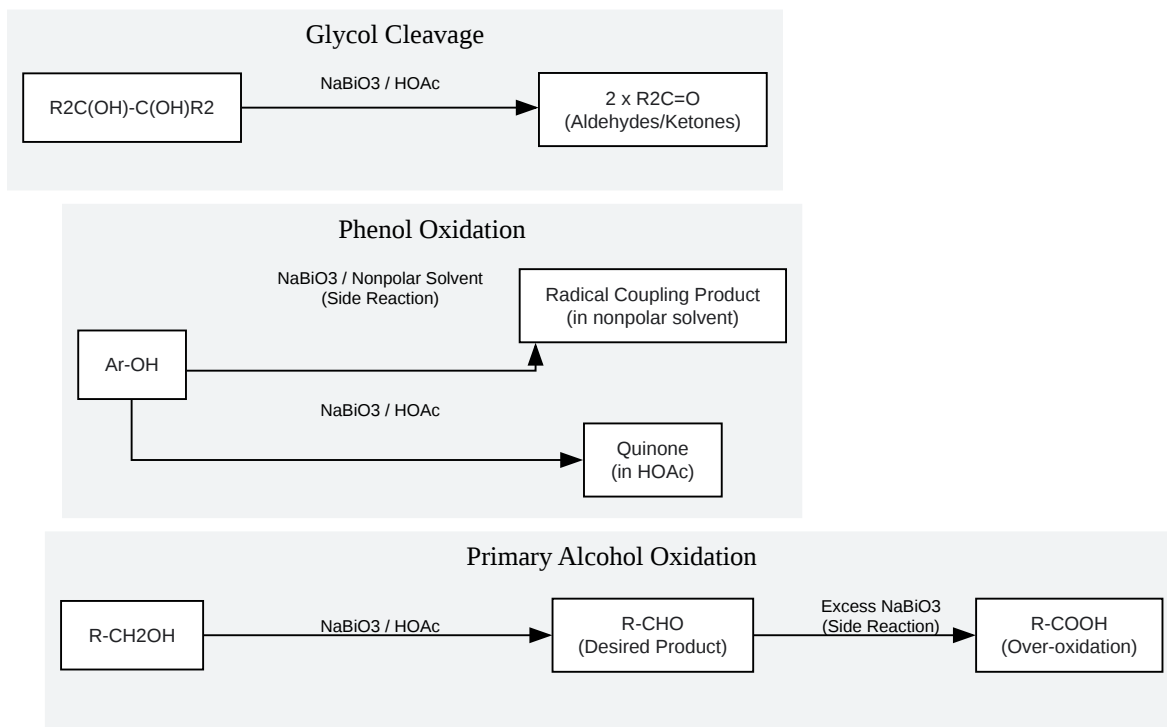 Glycol Cleavage
R2C(OH)-C(OH)R2
NaBiO3 / HOAc
2 x R2C=O
(Aldehydes/Ketones)
Phenol Oxidation
Ar-OH
NaBiO3 / Nonpolar Solvent
(Side Reaction)
Radical Coupling Product
(in nonpolar solvent)
NaBiO3 / HOAc
Quinone
(in HOAc)
Primary Alcohol Oxidation
R-CH2OH
NaBiO3 / HOAc
R-CHO
(Desired Product)
Excess NaBiO3
(Side Reaction)
R-COOH
(Over-oxidation)